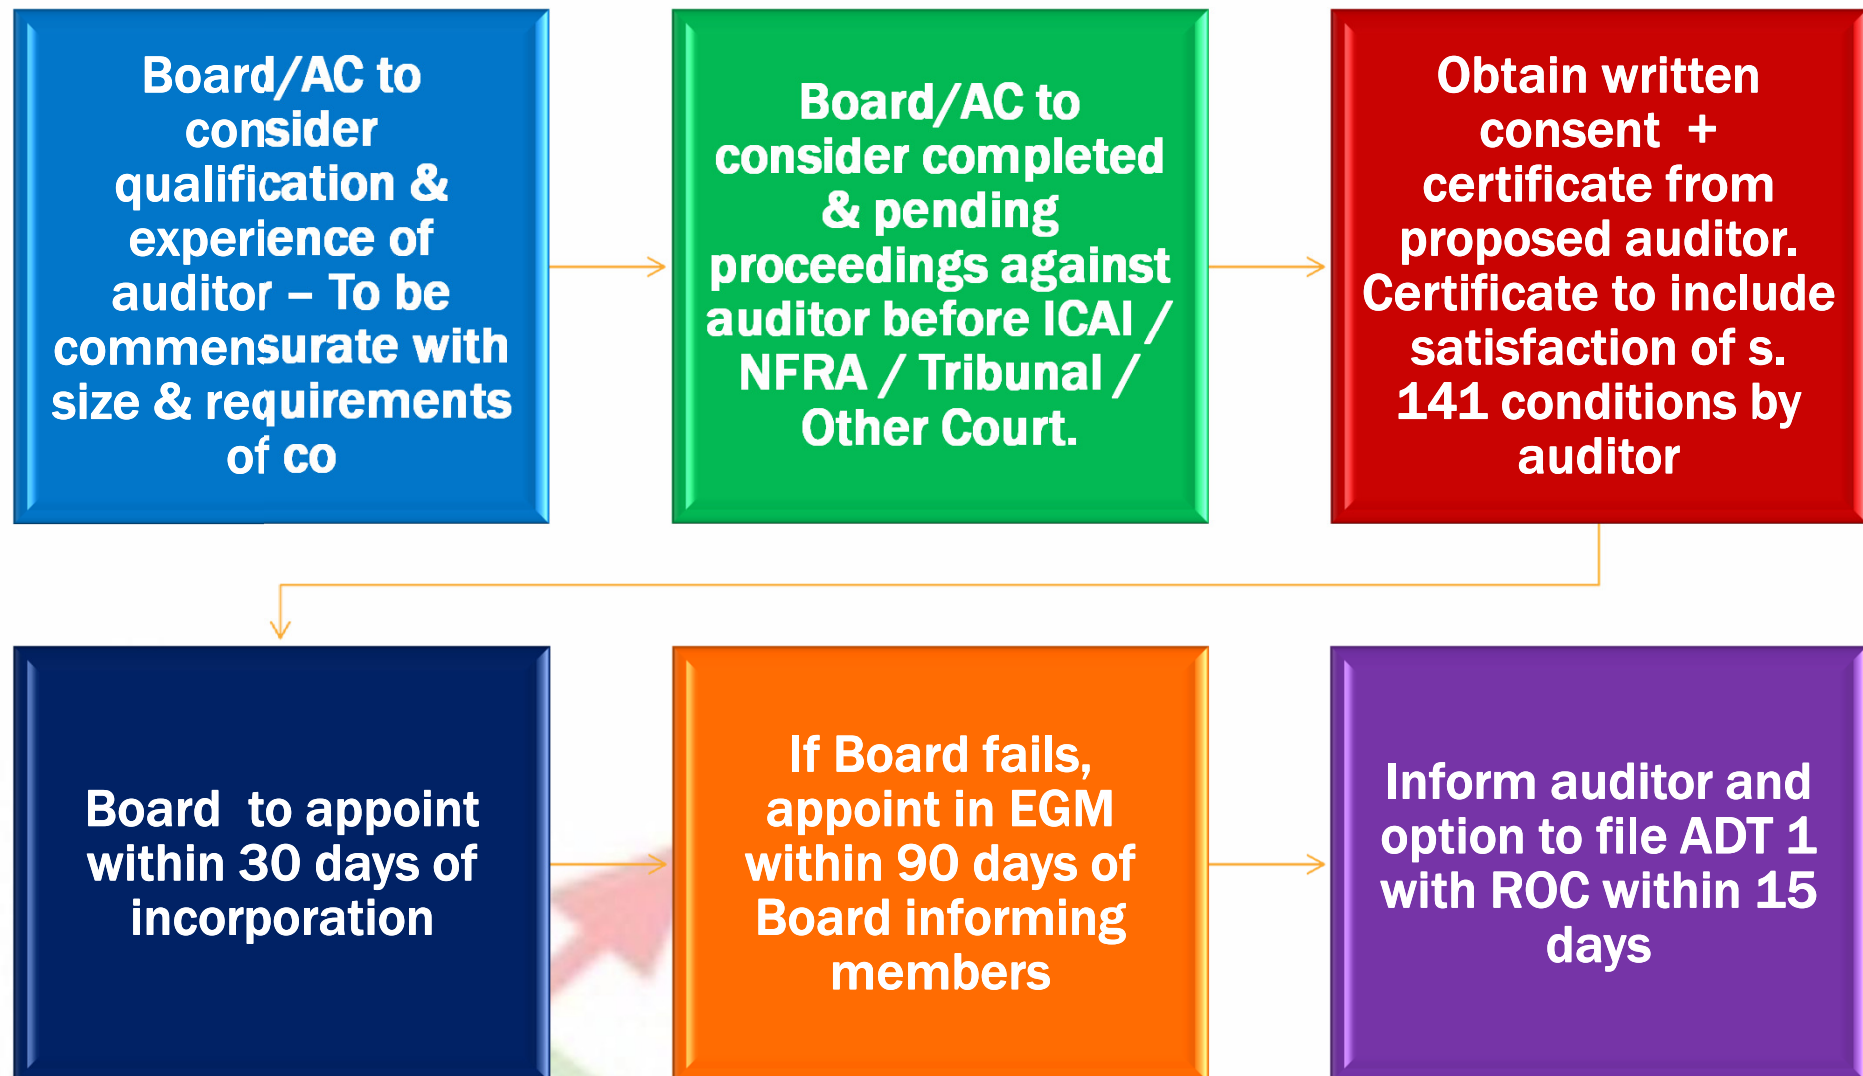 Board/AC to
consider
qualification &
experience of
auditor – To be
commensurate with
size & requirements
of co
Board/AC to
consider completed
& pending
proceedings against
auditor before ICAI /
NFRA / Tribunal /
Other Court.
Obtain written
consent + 
certificate from
proposed auditor.
Certificate to include
satisfaction of s.
141 conditions by
auditor
Board to appoint
within 30 days of
incorporation
If Board fails,
appoint in EGM
within 90 days of
Board informing
members
Inform auditor and
option to file ADT 1
with ROC within 15
days